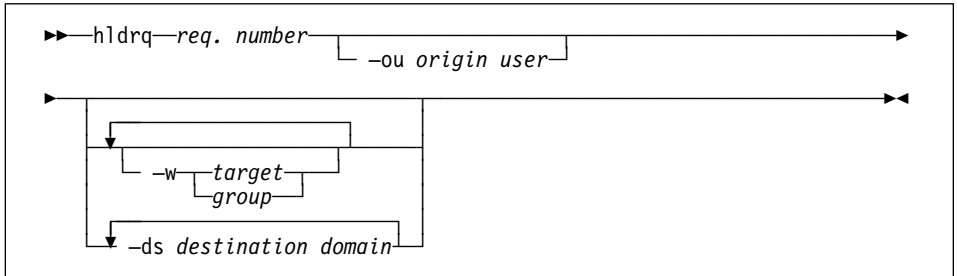 hldrq req. number
–ou origin user
–w target
group
–ds destination domain